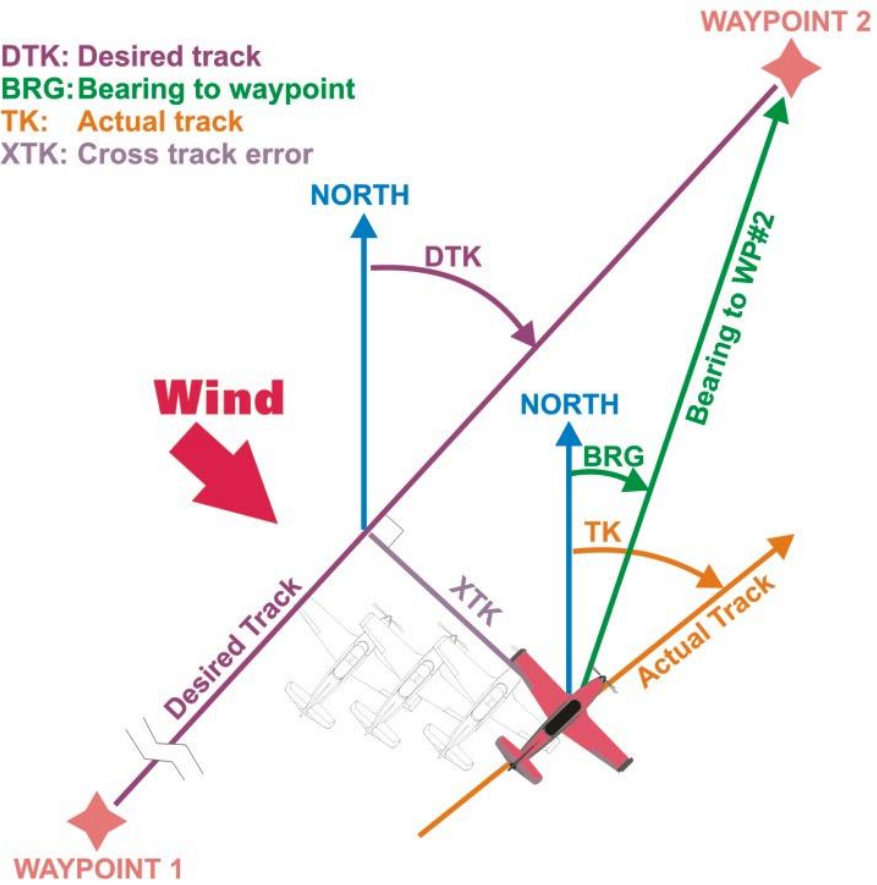 WAYPOINT 2
DTK: Desired track
BRG: Bearing to waypoint
TK: Actual track
XTK: Cross track error
NORTH
DTK
Bearing to WP#2
Wind
NORTH
BRG
TK
XTK
Actual Track
Desired Track
WAYPOINT 1